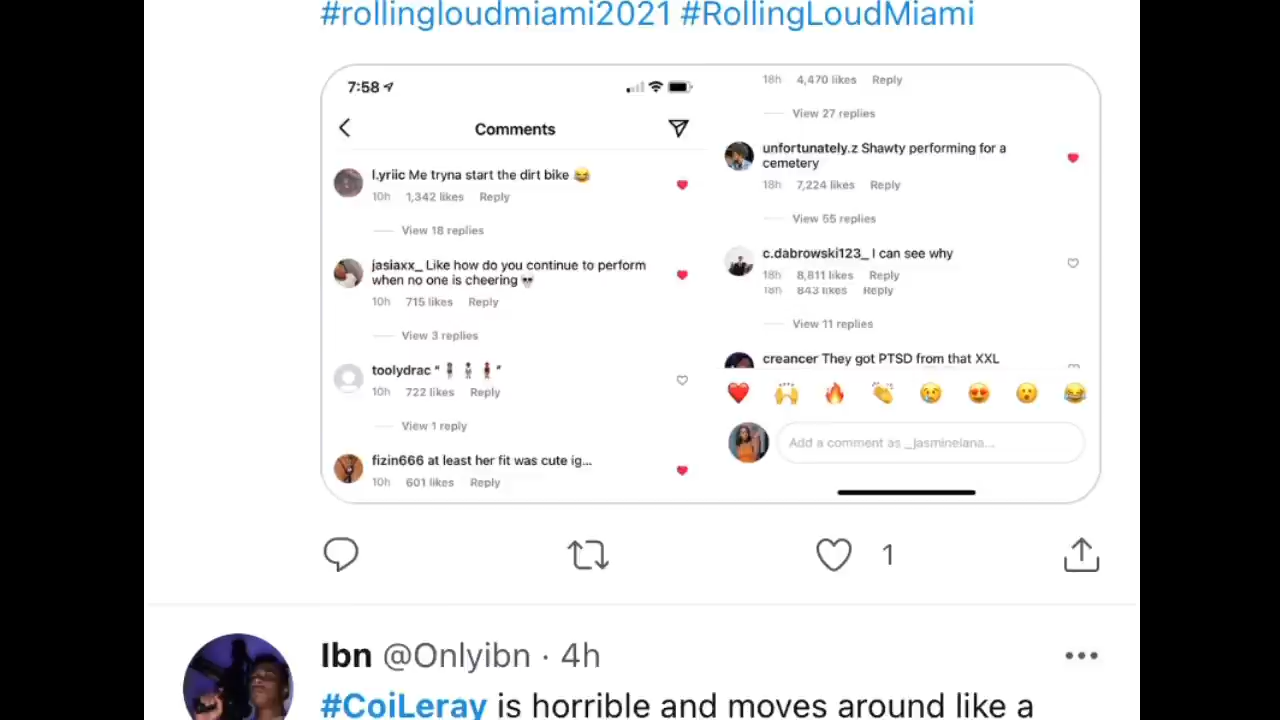 #rollingloudmiami2021 #RollingLoudMiami
7:58
Comments
l.yriic Me tryna start the dirt bike 😂
10h 1,342 likes Reply
View 18 replies
jasiaxx_ Like how do you continue to perform
when no one is cheering 💀
10h 715 likes Reply
View 3 replies
toolydrac "🧍🏿‍♀️🧍🏿🧍🏿‍♂️"
10h 722 likes Reply
View 1 reply
fizin666 at least her fit was cute ig...
10h 601 likes Reply
18h 4,470 likes Reply
View 27 replies
unfortunately.z Shawty performing for a
cemetery
18h 7,224 likes Reply
View 55 replies
c.dabrowski123_ I can see why
18h 8,811 likes Reply
18h 843 likes Reply
View 11 replies
creancer They got PTSD from that XXL
❤️ 🙌 🔥 👏 😢 😍 😮 😂
Add a comment as _jasminelana...
1
Ibn @Onlyibn · 4h
#CoiLeray is horrible and moves around like a